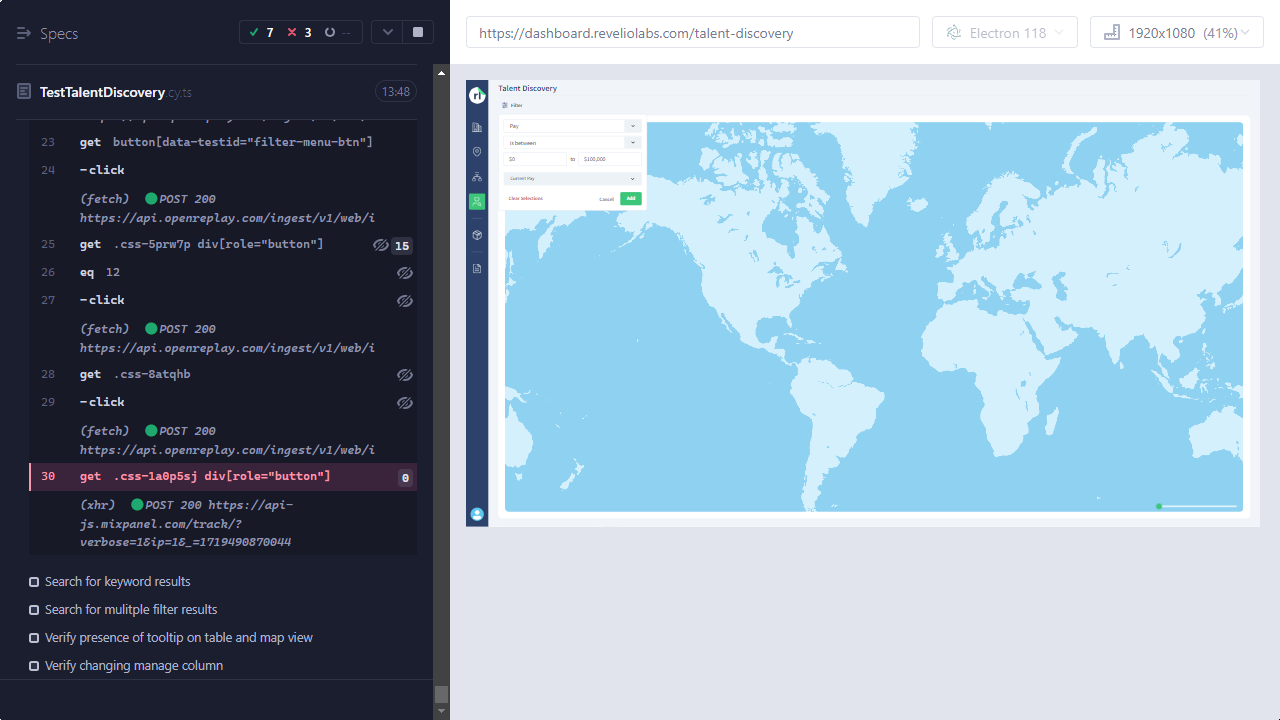 Specs
7
3
--
TestTalentDiscovery.cy.ts
13:48
23 get button[data-testid="filter-menu-btn"]
24 -click
(fetch) POST 200
https://api.openreplay.com/ingest/v1/web/i
25 get .css-5prw7p div[role="button"] 15
26 eq 12
27 -click
(fetch) POST 200
https://api.openreplay.com/ingest/v1/web/i
28 get .css-8atqhb
29 -click
(fetch) POST 200
https://api.openreplay.com/ingest/v1/web/i
30 get .css-1a0p5sj div[role="button"] 0
(xhr) POST 200 https://api-
js.mixpanel.com/track/?
verbose=1&ip=1&_=1719490870044
Search for keyword results
Search for mulitple filter results
Verify presence of tooltip on table and map view
Verify changing manage column
https://dashboard.reveliolabs.com/talent-discovery
Electron 118
1920x1080 (41%)
rl
Talent Discovery
Filter
Pay
Is between
$0 to $100,000
Current Pay
Clear Selections
Cancel
Add